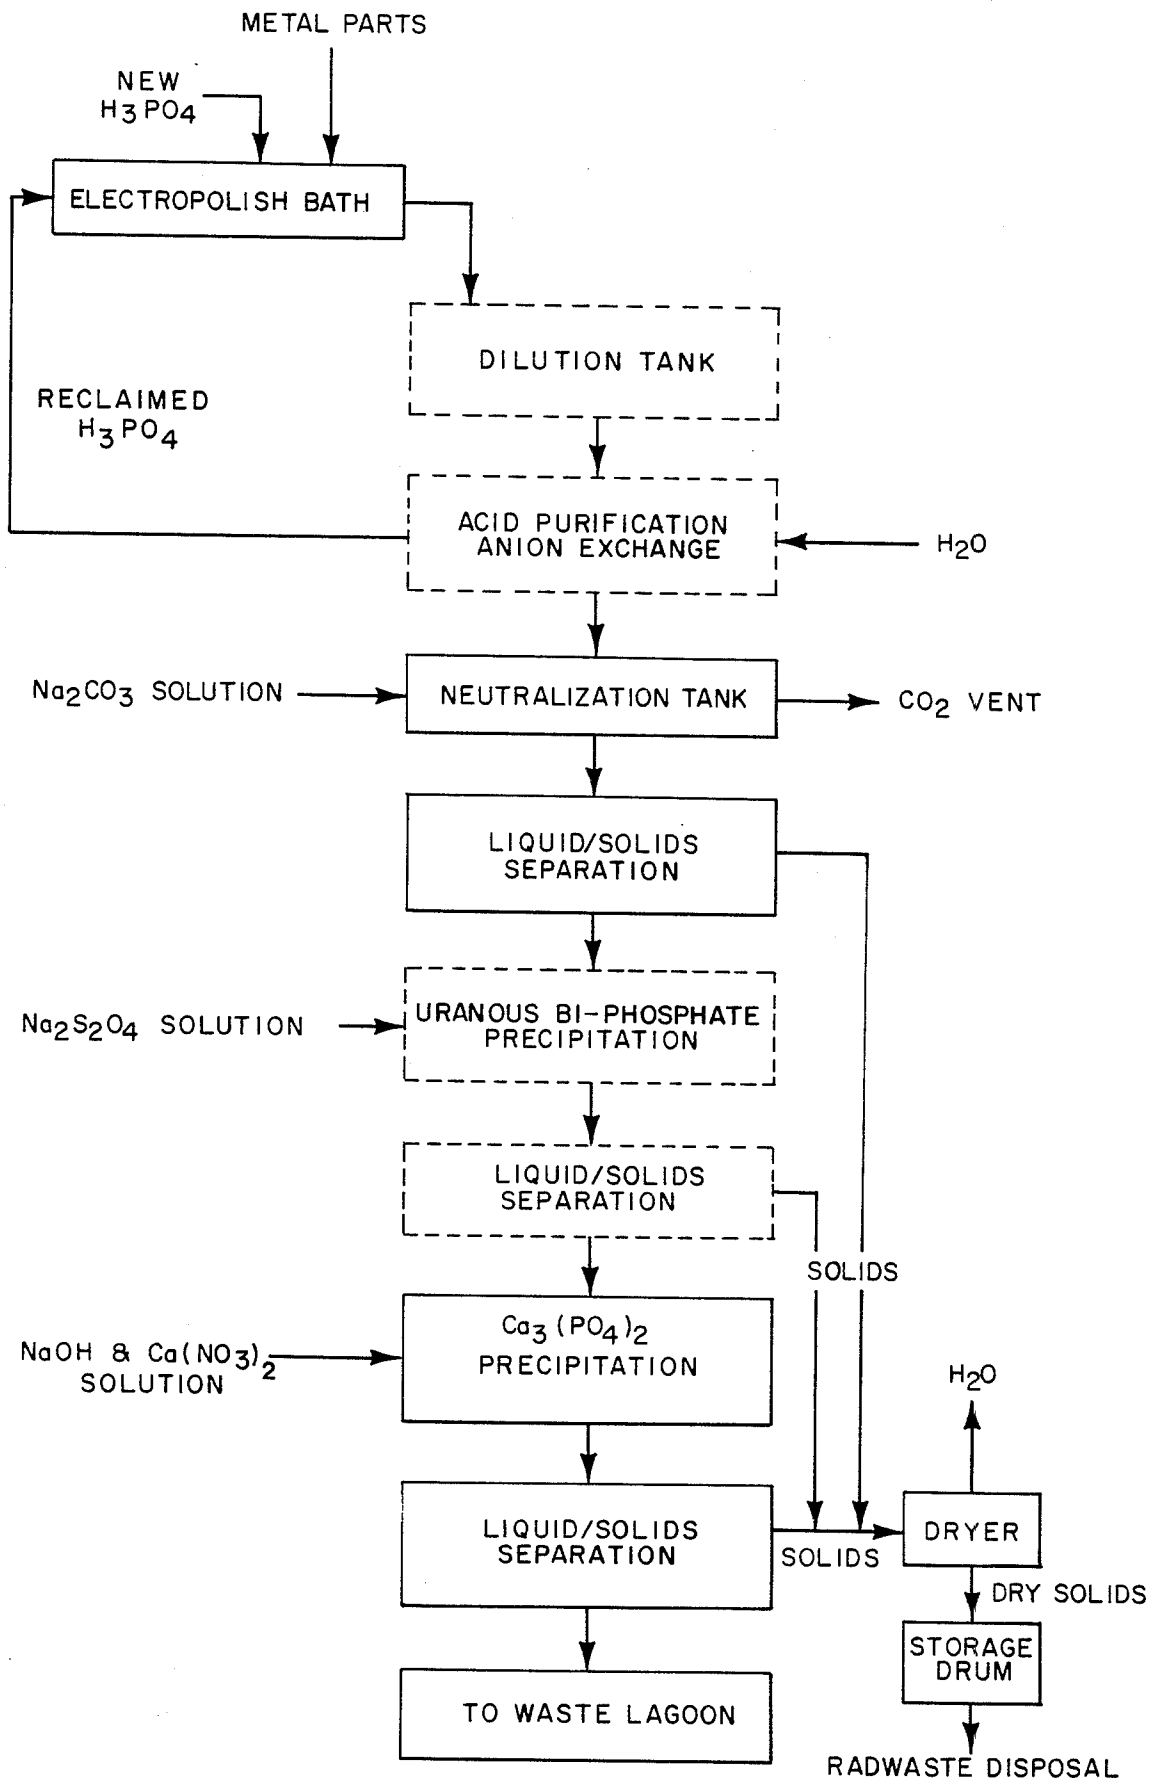 METAL PARTS
NEW
H3PO4
ELECTROPOLISH BATH
DILUTION TANK
RECLAIMED
H3PO4
ACID PURIFICATION
ANION EXCHANGE
H2O
Na2CO3 SOLUTION
NEUTRALIZATION TANK
CO2 VENT
LIQUID/SOLIDS
SEPARATION
Na2S2O4 SOLUTION
URANOUS BI-PHOSPHATE
PRECIPITATION
LIQUID/SOLIDS
SEPARATION
SOLIDS
Ca3(PO4)2
PRECIPITATION
NaOH & Ca(NO3)2
SOLUTION
H2O
LIQUID/SOLIDS
SEPARATION
SOLIDS
DRYER
DRY SOLIDS
STORAGE
DRUM
TO WASTE LAGOON
RADWASTE DISPOSAL